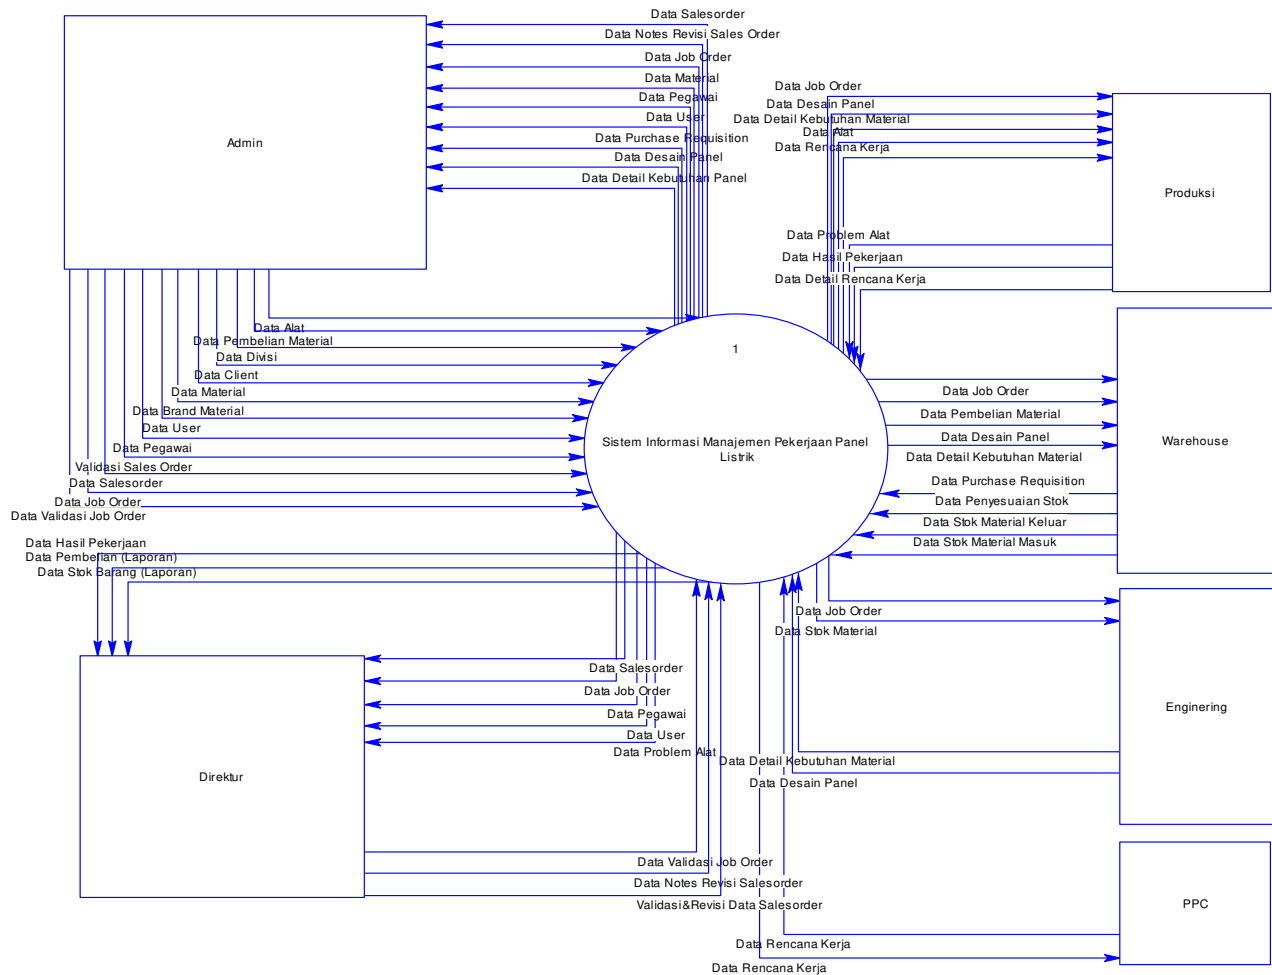 Data Salesorder
Data Notes Revisi Sales Order
Data Job Order
Data Material
Data Pegawai
Data User
Data Purchase Requisition
Data Desain Panel
Data Detail Kebutuhan Panel
Admin
Data Job Order
Data Desain Panel
Data Detail Kebutuhan Material
Data Alat
Data Rencana Kerja
Produksi
Data Problem Alat
Data Hasil Pekerjaan
Data Detail Rencana Kerja
Data Alat
Data Pembelian Material
Data Divisi
Data Client
Data Material
Data Brand Material
Data User
Data Pegawai
Validasi Sales Order
Data Salesorder
Data Job Order
Data Validasi Job Order
1
Sistem Informasi Manajemen Pekerjaan Panel
Listrik
Data Job Order
Data Pembelian Material
Data Desain Panel
Data Detail Kebutuhan Material
Warehouse
Data Purchase Requisition
Data Penyesuaian Stok
Data Stok Material Keluar
Data Stok Material Masuk
Data Hasil Pekerjaan
Data Pembelian (Laporan)
Data Stok Barang (Laporan)
Data Job Order
Data Stok Material
Enginering
Data Salesorder
Data Job Order
Data Pegawai
Data User
Data Problem Alat
Data Detail Kebutuhan Material
Data Desain Panel
Direktur
Data Validasi Job Order
Data Notes Revisi Salesorder
Validasi&Revisi Data Salesorder
PPC
Data Rencana Kerja
Data Rencana Kerja